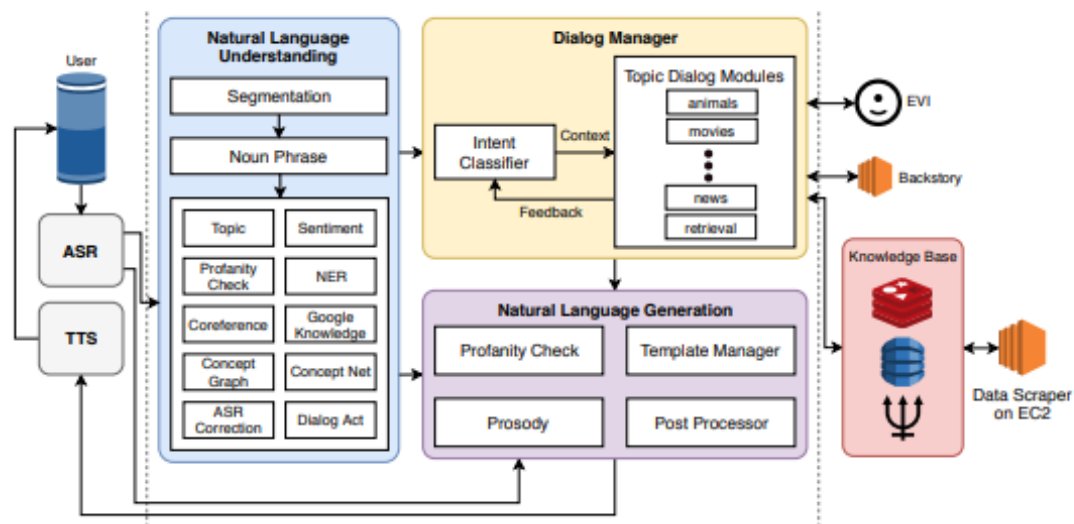 User
ASR
TTS
Natural Language
Understanding
Segmentation
Noun Phrase
Topic
Sentiment
Profanity
Check
NER
Coreference
Google
Knowledge
Concept
Graph
Concept Net
ASR
Correction
Dialog Act
Dialog Manager
Intent
Classifier
Context
Feedback
Topic Dialog Modules
animals
movies
news
retrieval
Natural Language Generation
Profanity Check
Template Manager
Prosody
Post Processor
EVI
Backstory
Knowledge Base
Data Scraper
on EC2